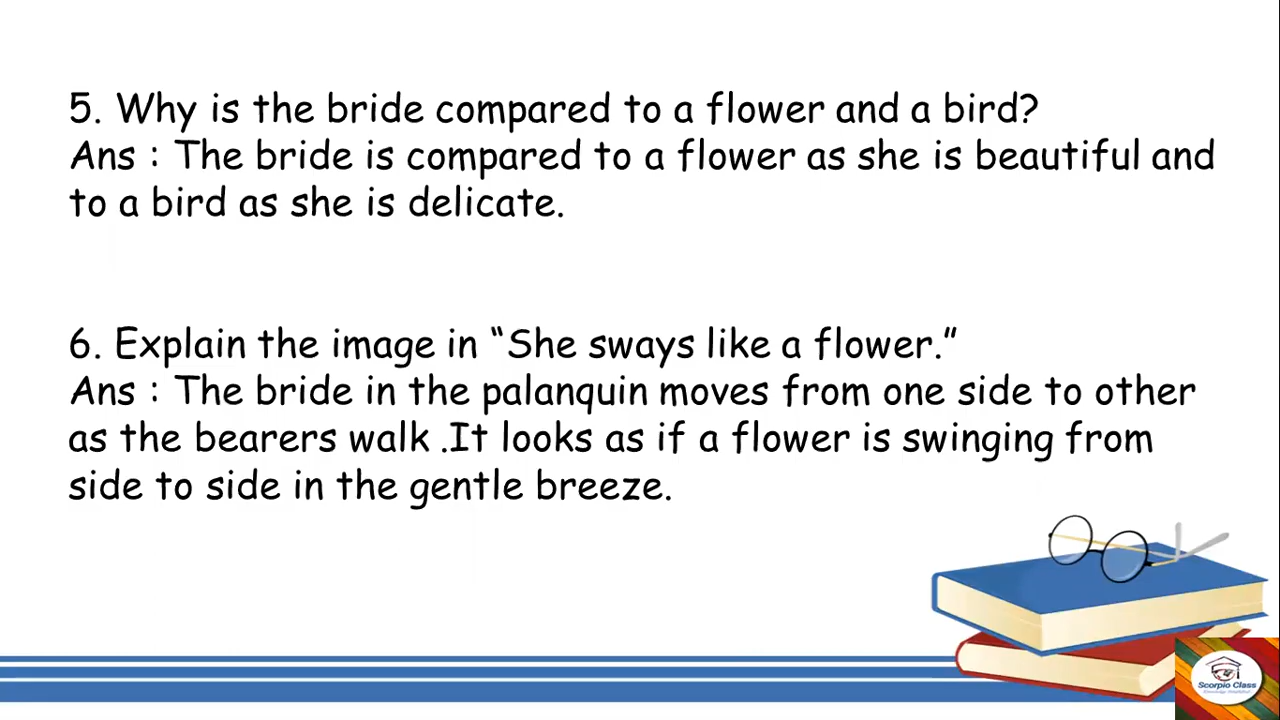 5. Why is the bride compared to a flower and a bird?
Ans : The bride is compared to a flower as she is beautiful and
to a bird as she is delicate.
6. Explain the image in “She sways like a flower.”
Ans : The bride in the palanquin moves from one side to other
as the bearers walk .It looks as if a flower is swinging from
side to side in the gentle breeze.
Scorpio Class